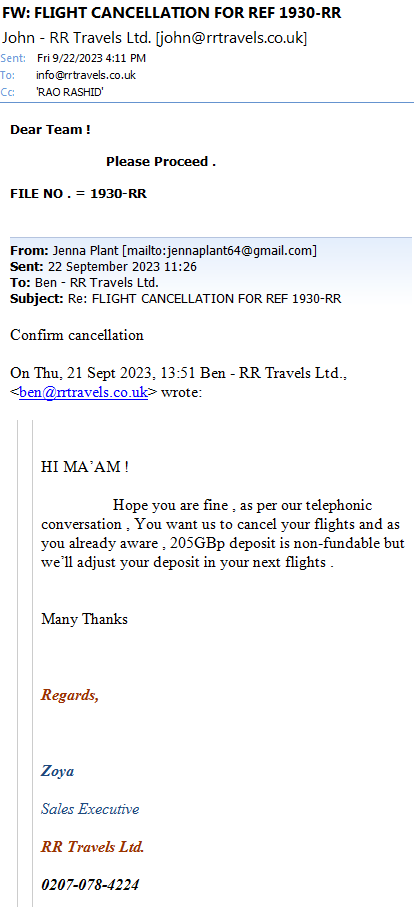 FW: FLIGHT CANCELLATION FOR REF 1930-RR
John - RR Travels Ltd. [john@rrtravels.co.uk]
Sent: Fri 9/22/2023 4:11 PM
To: info@rrtravels.co.uk
Cc: 'RAO RASHID'
Dear Team !
Please Proceed .
FILE NO . = 1930-RR
From: Jenna Plant [mailto:jennaplant64@gmail.com]
Sent: 22 September 2023 11:26
To: Ben - RR Travels Ltd.
Subject: Re: FLIGHT CANCELLATION FOR REF 1930-RR
Confirm cancellation
On Thu, 21 Sept 2023, 13:51 Ben - RR Travels Ltd.,
<ben@rrtravels.co.uk> wrote:
HI MA’AM !
Hope you are fine , as per our telephonic
conversation , You want us to cancel your flights and as
you already aware , 205GBp deposit is non-fundable but
we’ll adjust your deposit in your next flights .
Many Thanks
Regards,
Zoya
Sales Executive
RR Travels Ltd.
0207-078-4224